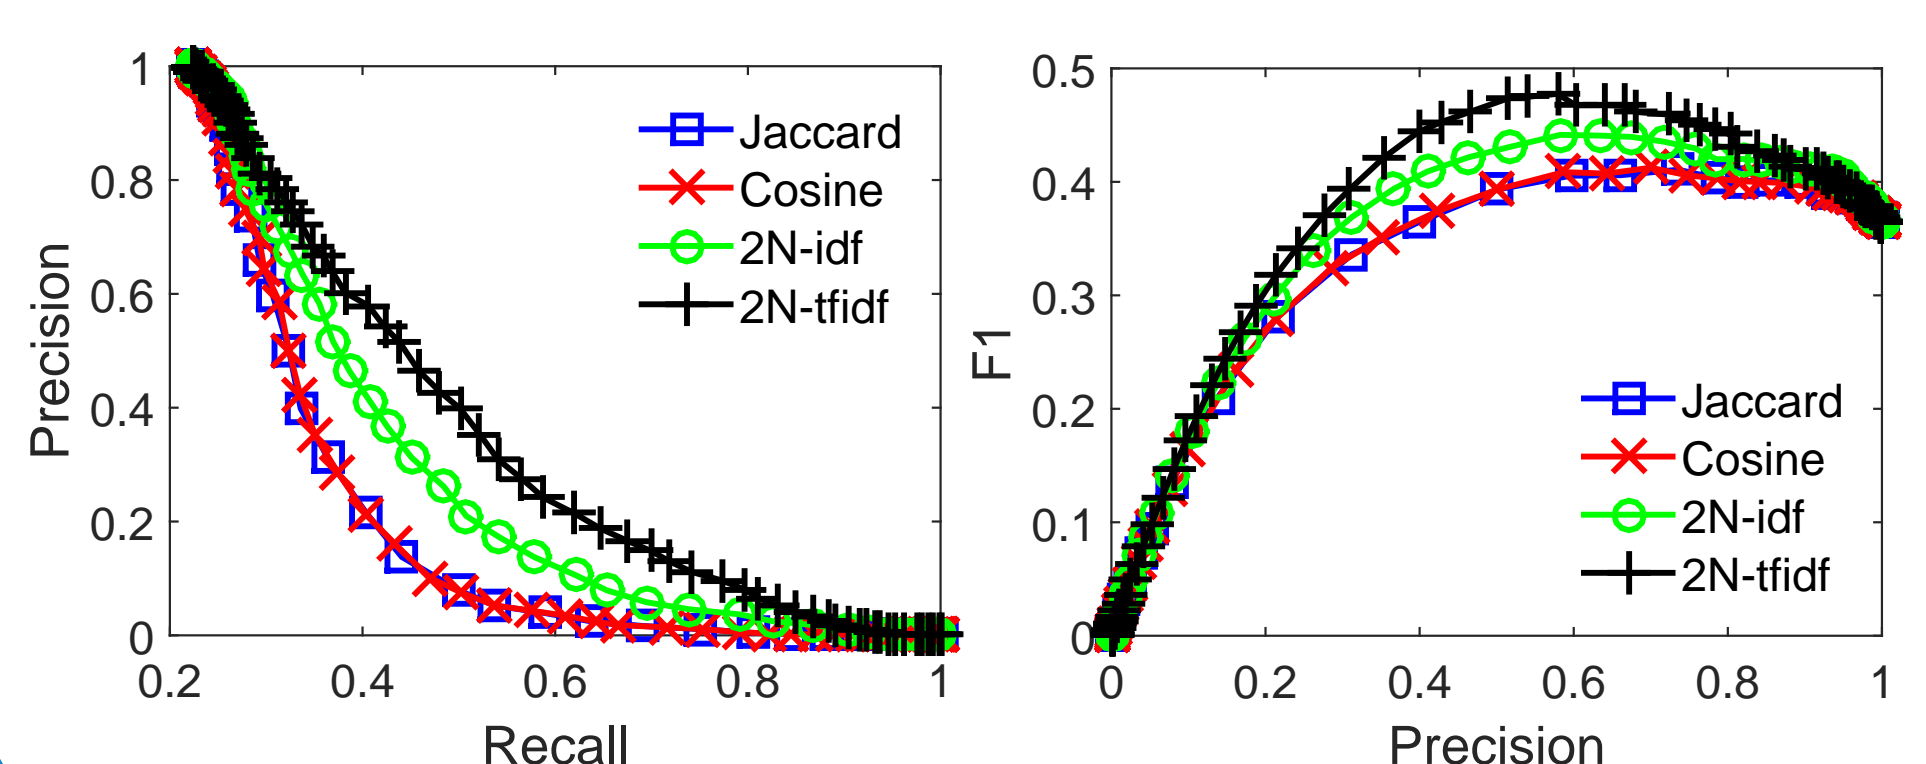 1
0.8
0.6
0.4
0.2
0
0.2 0.4 0.6 0.8 1
Precision
Recall
Jaccard
Cosine
2N-idf
2N-tfidf
0.5
0.4
0.3
0.2
0.1
0
0 0.2 0.4 0.6 0.8 1
F1
Precision
Jaccard
Cosine
2N-idf
2N-tfidf